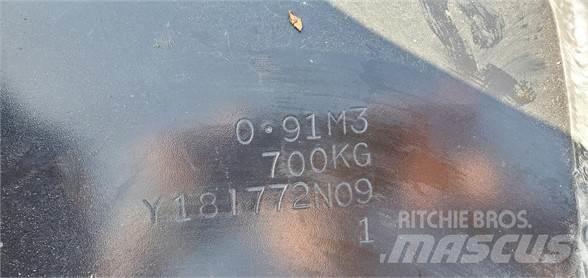 0.91M3
700KG
Y181772N09
1
RITCHIE BROS.
MASCUS